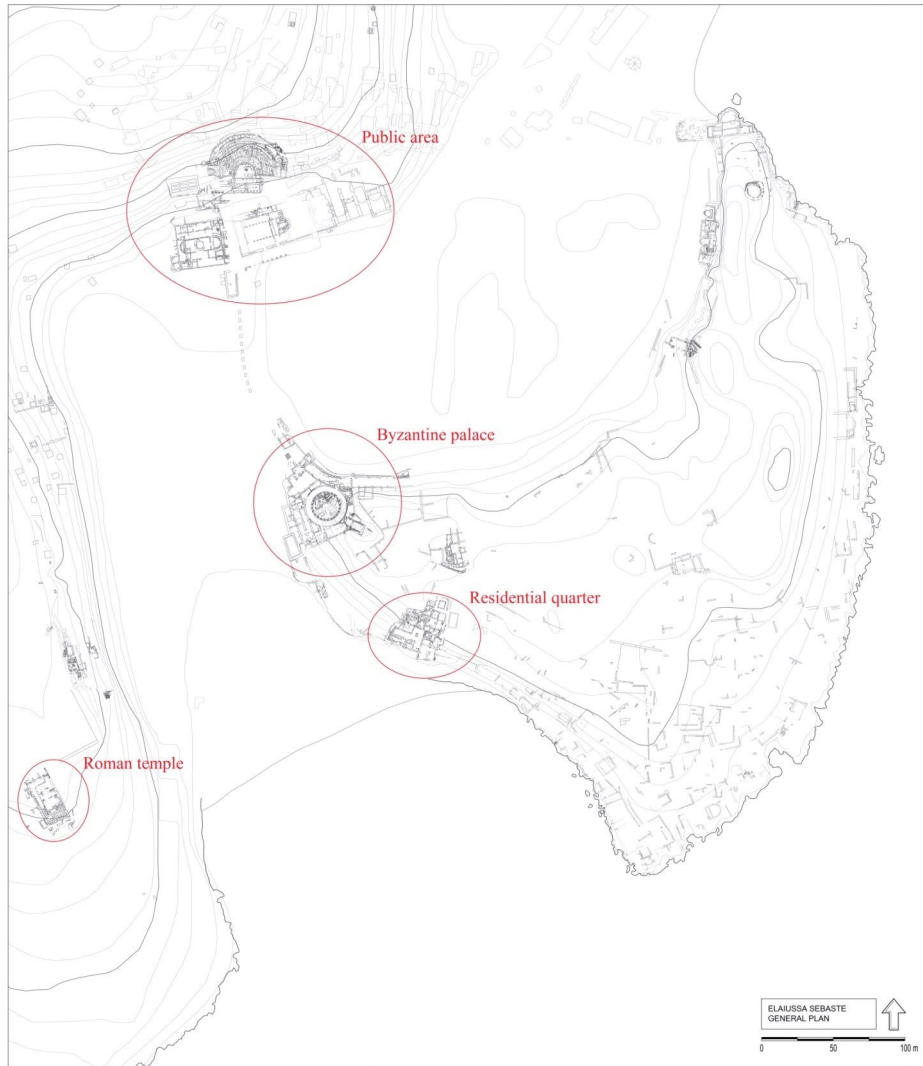 Public area
Byzantine palace
Residential quarter
Roman temple
ELAIUSSA SEBASTE
GENERAL PLAN
0 50 100 m